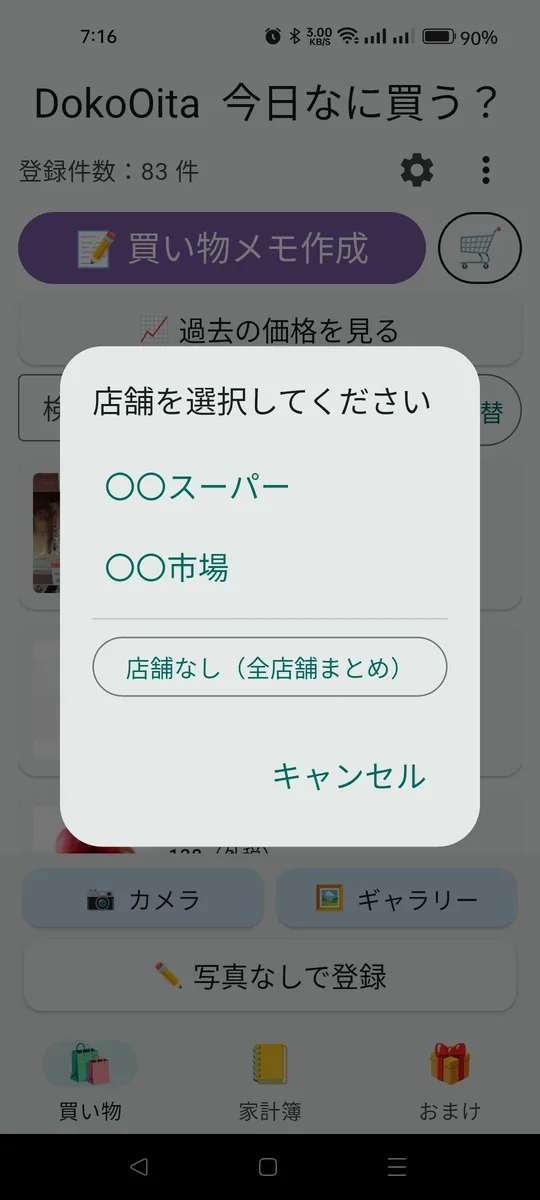 7:16
3.00 KB/S
90%
DokoOita 今日なに買う？
登録件数：83 件
買い物メモ作成
過去の価格を見る
検
替
店舗を選択してください
〇〇スーパー
〇〇市場
店舗なし（全店舗まとめ）
キャンセル
カメラ
ギャラリー
写真なしで登録
買い物
家計簿
おまけ